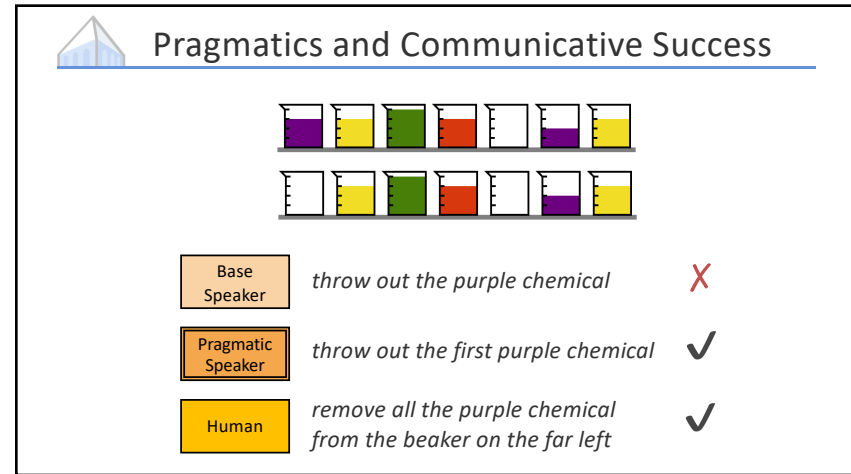 Pragmatics and Communicative Success
Base
Speaker
throw out the purple chemical
✗
Pragmatic
Speaker
throw out the first purple chemical
✔
Human
remove all the purple chemical
from the beaker on the far left
✔